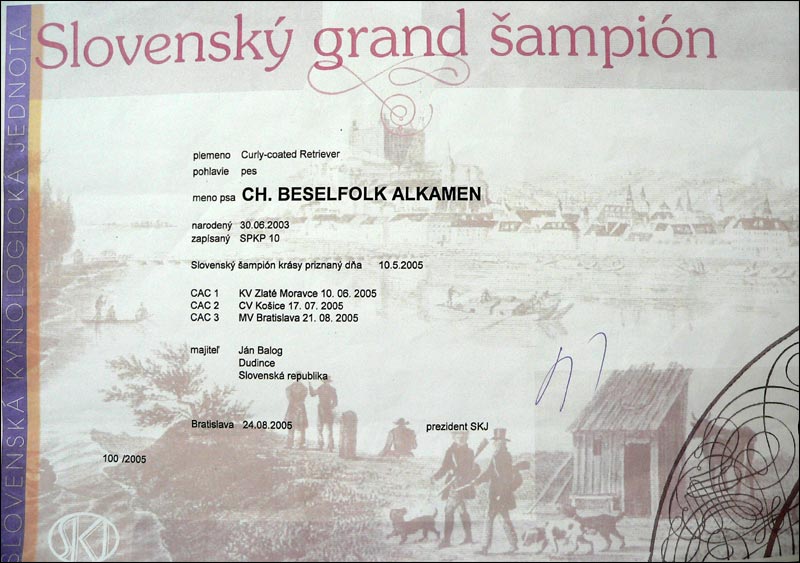 Slovenský grand šampión
SLOVENSKÁ KYNOLOGICKÁ JEDNOTA
plemeno Curly-coated Retriever
pohlavie pes
meno psa CH. BESELFOLK ALKAMEN
narodený 30.06.2003
zapísaný SPKP 10
Slovenský šampión krásy priznaný dňa 10.5.2005
CAC 1 KV Zlaté Moravce 10. 06. 2005
CAC 2 CV Košice 17. 07. 2005
CAC 3 MV Bratislava 21. 08. 2005
majiteľ Ján Balog
Dudince
Slovenská republika
Bratislava 24.08.2005 prezident SKJ
100 /2005
SKJ